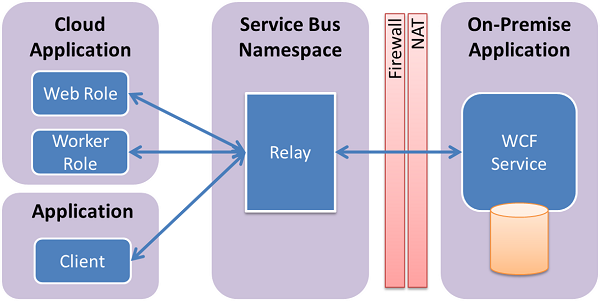 Cloud
Application
Web Role
Worker
Role
Application
Client
Service Bus
Namespace
Relay
Firewall
NAT
On-Premise
Application
WCF
Service